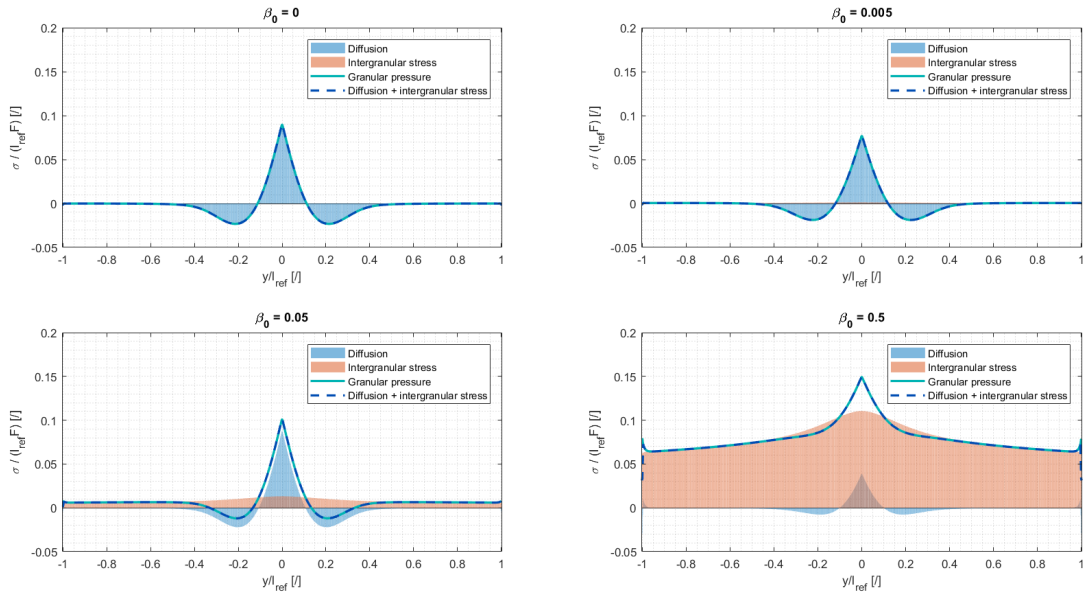 β0 = 0
0.2
0.15
0.1
0.05
0
-0.05
σ / (IrefF) [/]
Diffusion
Intergranular stress
Granular pressure
Diffusion + intergranular stress
-1 -0.8 -0.6 -0.4 -0.2 0 0.2 0.4 0.6 0.8 1
y/lref [/]
β0 = 0.005
0.2
0.15
0.1
0.05
0
-0.05
σ / (IrefF) [/]
Diffusion
Intergranular stress
Granular pressure
Diffusion + intergranular stress
-1 -0.8 -0.6 -0.4 -0.2 0 0.2 0.4 0.6 0.8 1
y/lref [/]
β0 = 0.05
0.2
0.15
0.1
0.05
0
-0.05
σ / (IrefF) [/]
Diffusion
Intergranular stress
Granular pressure
Diffusion + intergranular stress
-1 -0.8 -0.6 -0.4 -0.2 0 0.2 0.4 0.6 0.8 1
y/lref [/]
β0 = 0.5
0.2
0.15
0.1
0.05
0
-0.05
σ / (IrefF) [/]
Diffusion
Intergranular stress
Granular pressure
Diffusion + intergranular stress
-1 -0.8 -0.6 -0.4 -0.2 0 0.2 0.4 0.6 0.8 1
y/lref [/]